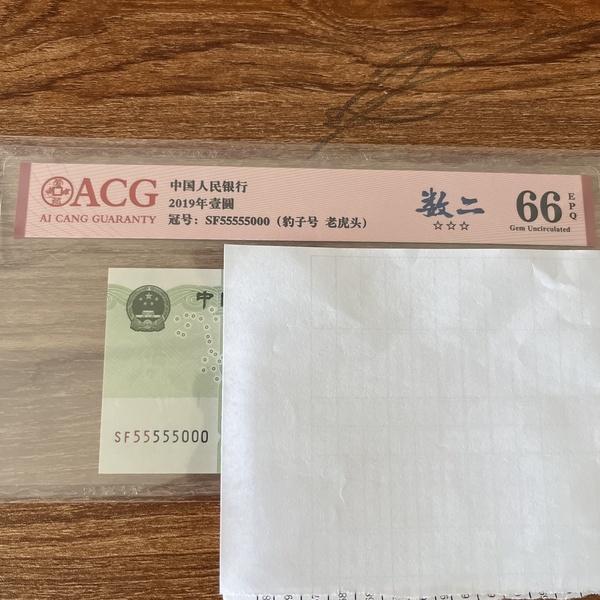 ACG
AI CANG GUARANTY
中国人民银行
2019年壹圆
冠号: SF55555000 (豹子号 老虎头)
数二
☆☆☆
66
EPQ
Gem Uncirculated
中
SF55555000